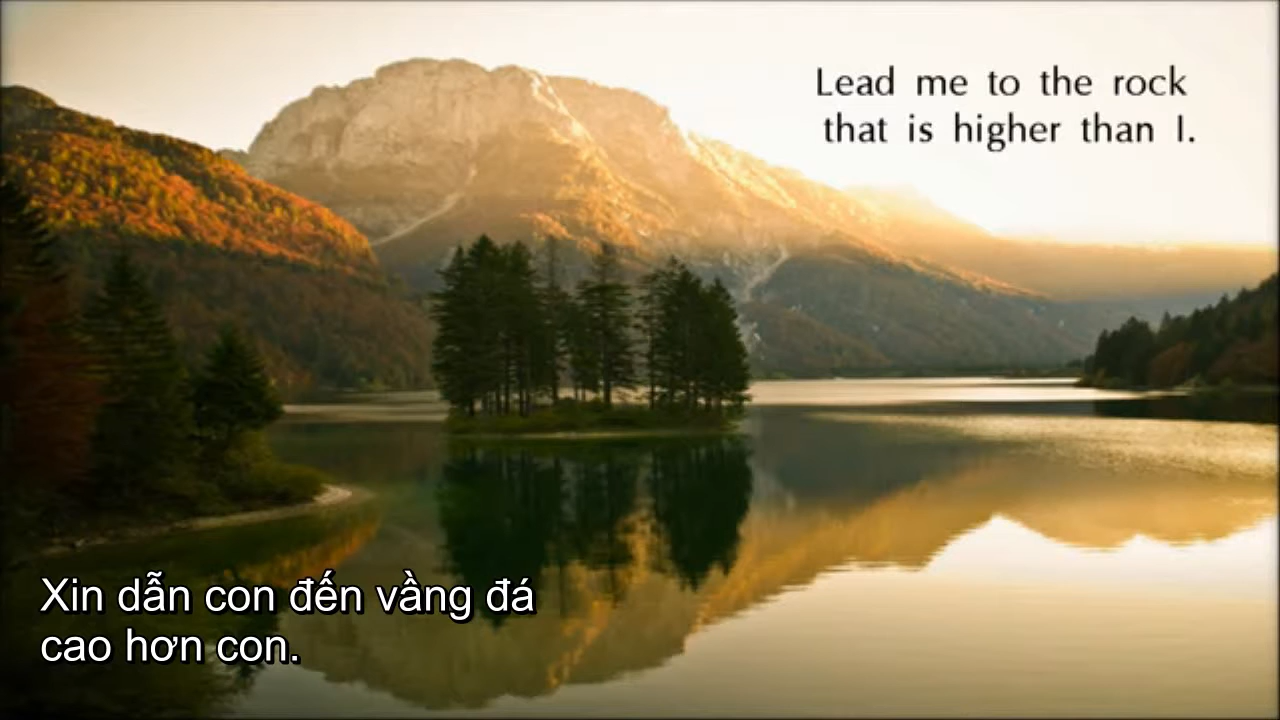 Lead me to the rock
that is higher than I.
Xin dẫn con đến vầng đá
cao hơn con.